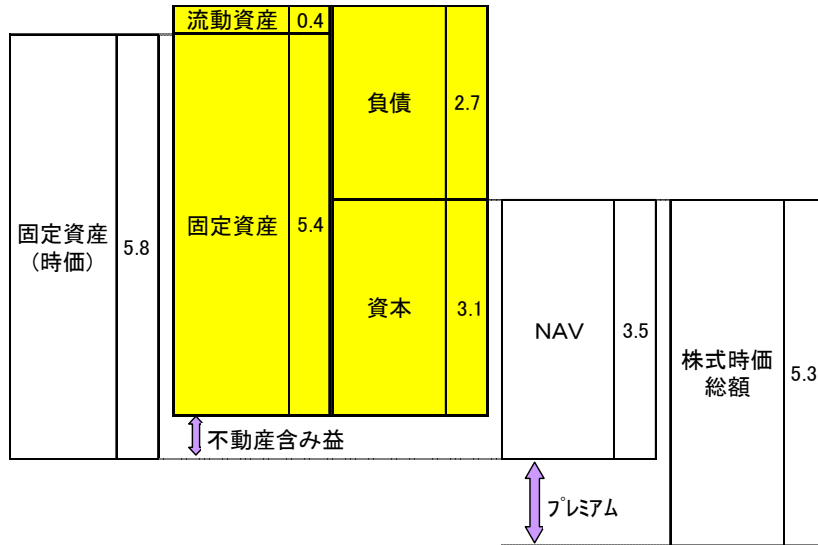 流動資産 0.4
負債 2.7
固定資産
(時価)
5.8
固定資産 5.4
資本 3.1
NAV 3.5
株式時価
総額
5.3
不動産含み益
プレミアム